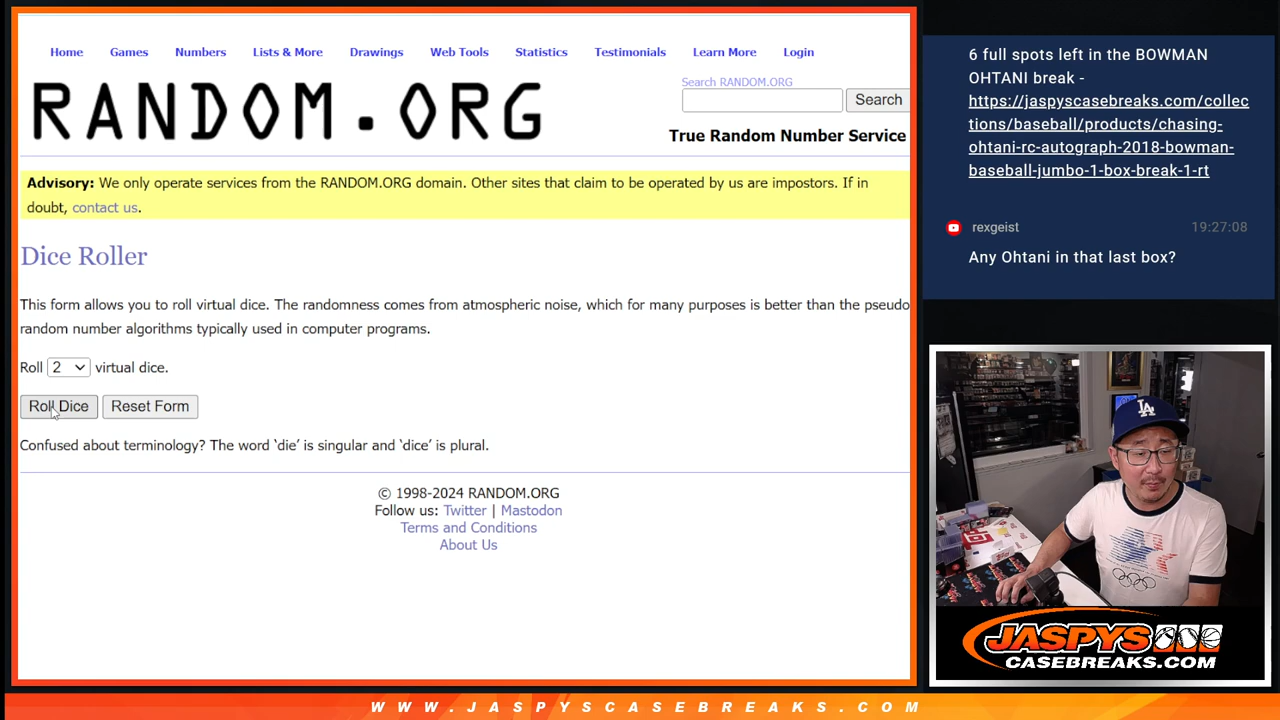 Home Games Numbers Lists & More Drawings Web Tools Statistics Testimonials Learn More Login
RANDOM.ORG
Search RANDOM.ORG
Search
True Random Number Service
Advisory: We only operate services from the RANDOM.ORG domain. Other sites that claim to be operated by us are impostors. If in
doubt, contact us.
Dice Roller
This form allows you to roll virtual dice. The randomness comes from atmospheric noise, which for many purposes is better than the pseudo
random number algorithms typically used in computer programs.
Roll 2 virtual dice.
Roll Dice Reset Form
Confused about terminology? The word ‘die’ is singular and ‘dice’ is plural.
© 1998-2024 RANDOM.ORG
Follow us: Twitter | Mastodon
Terms and Conditions
About Us
6 full spots left in the BOWMAN
OHTANI break -
https://jaspyscasebreaks.com/collec
tions/baseball/products/chasing-
ohtani-rc-autograph-2018-bowman-
baseball-jumbo-1-box-break-1-rt
rexgeist 19:27:08
Any Ohtani in that last box?
LA
JASPYS
CASEBREAKS.COM
WWW.JASPYSCASEBREAKS.COM